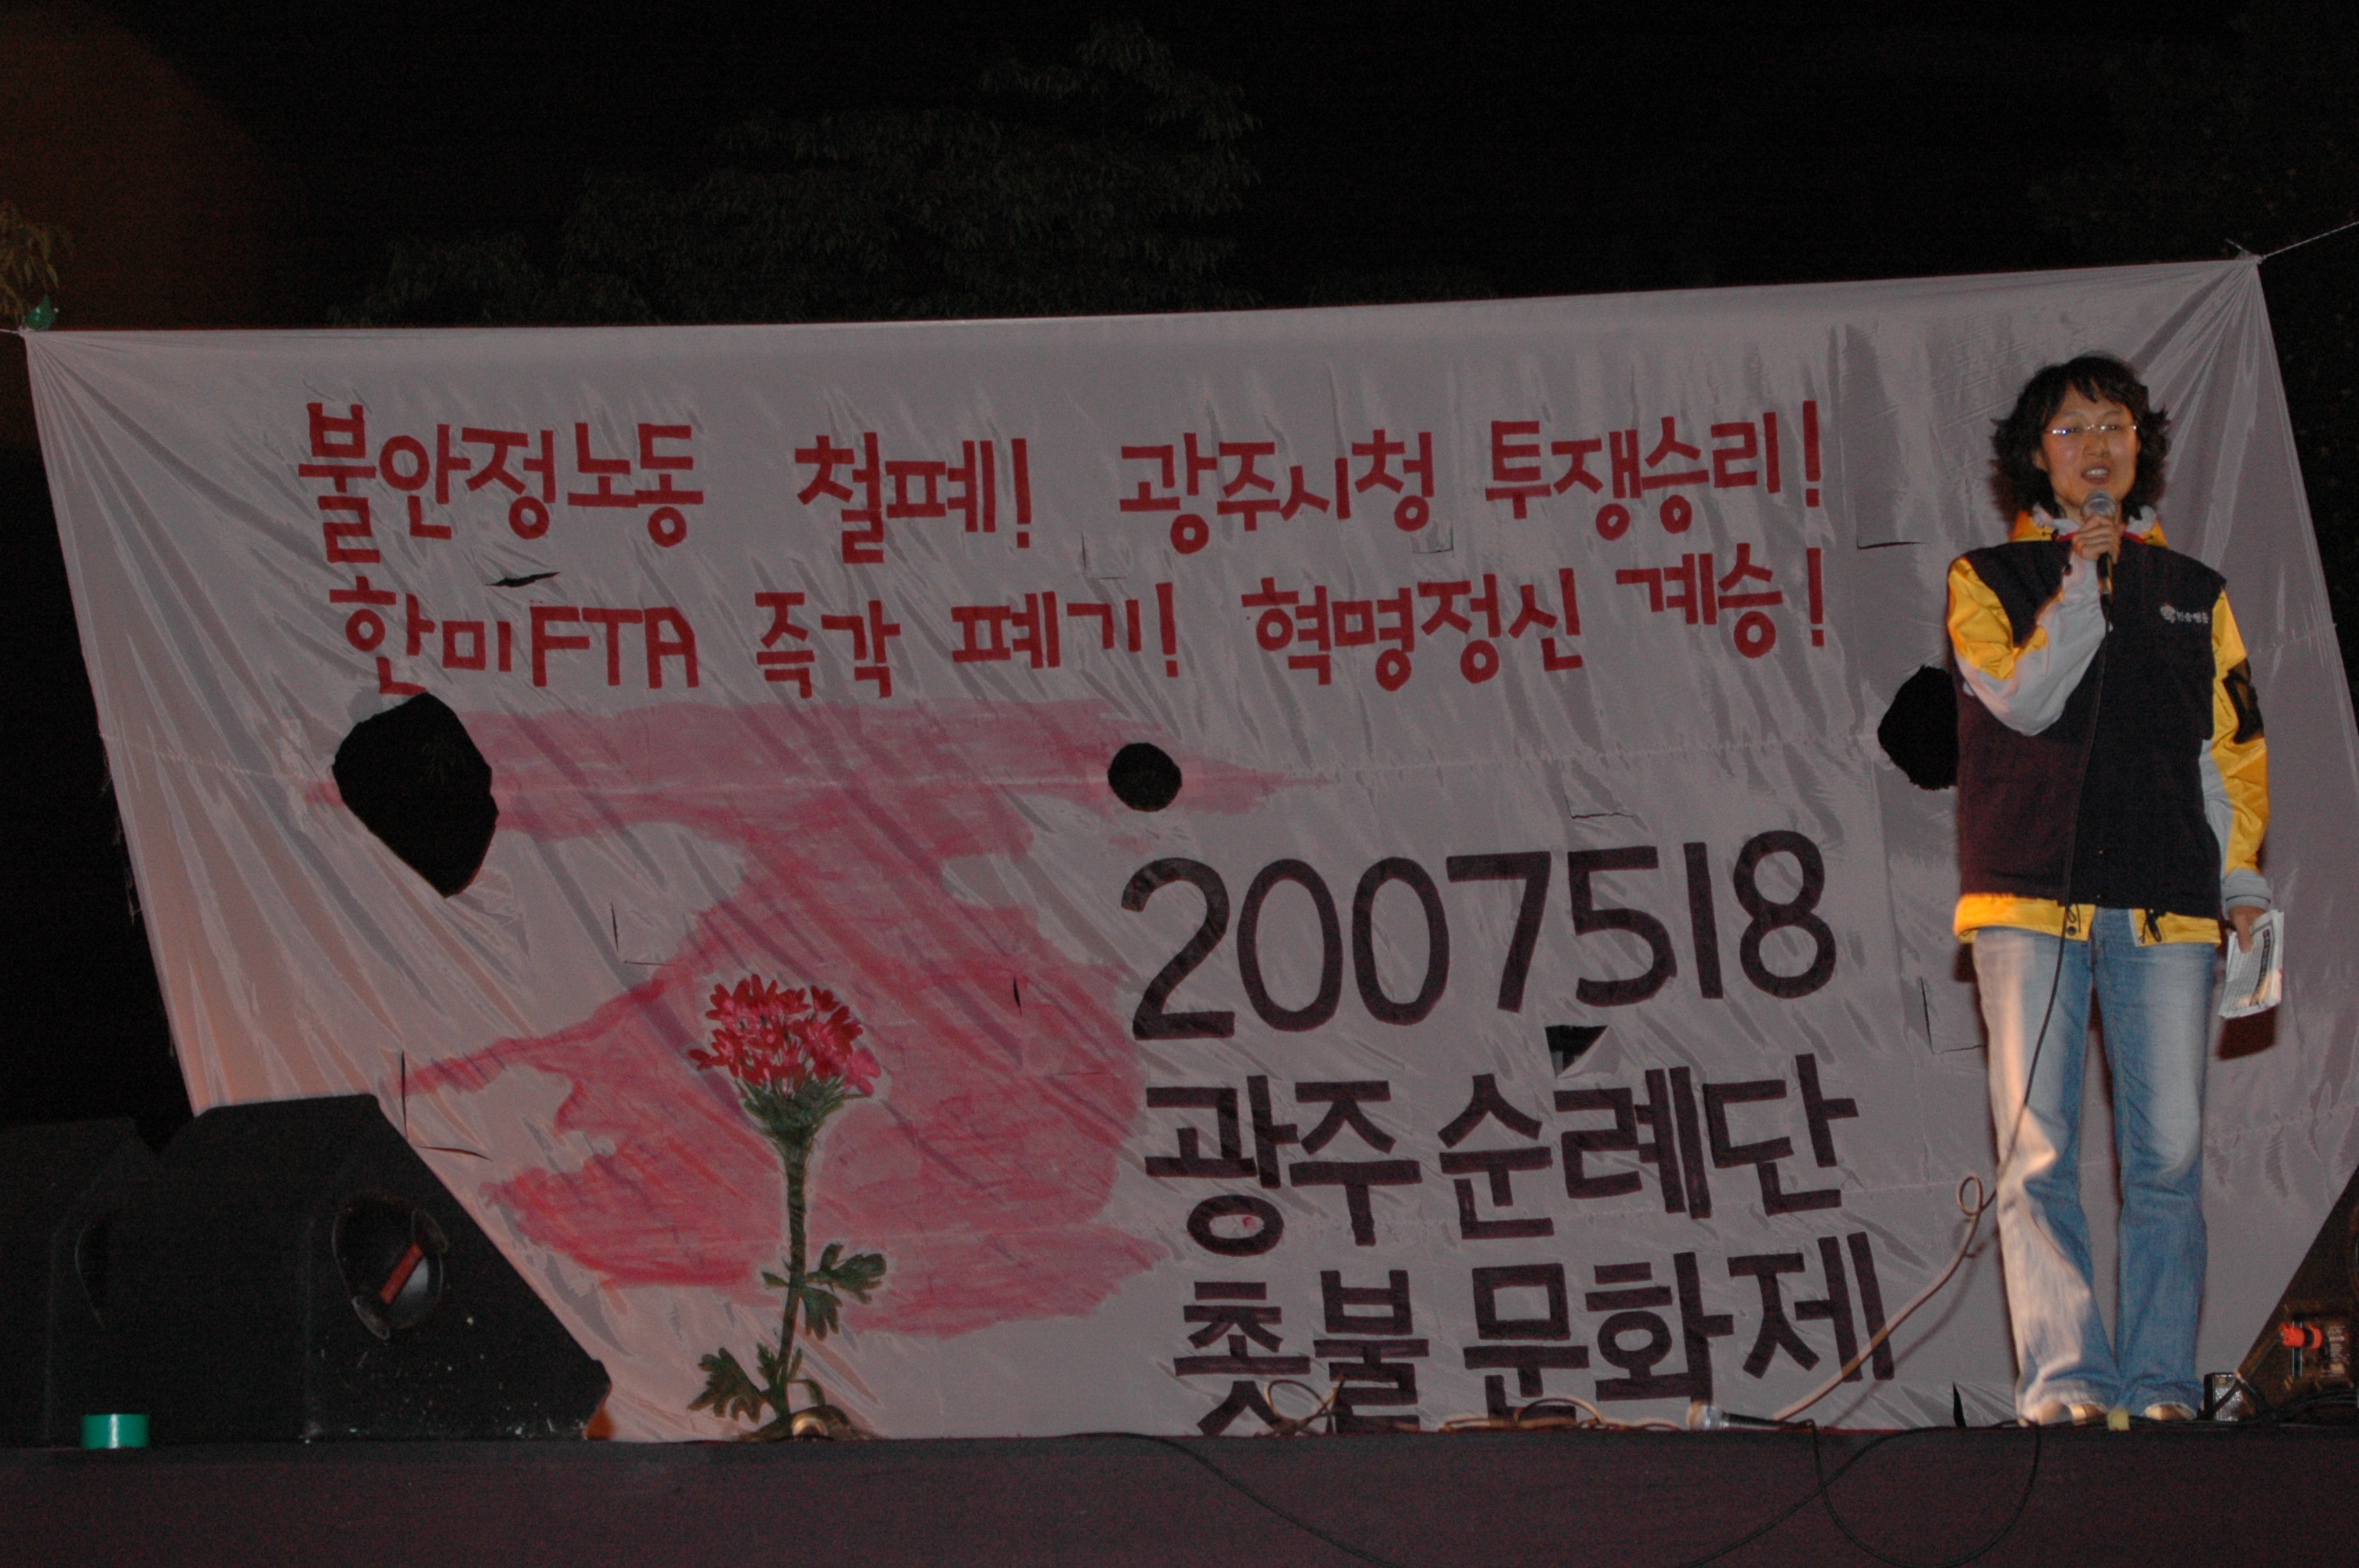 불안정노동 철폐! 광주시청 투쟁승리!
한미FTA 즉각 폐기! 혁명정신 계승!
2007518
광주 순례단
촛불 문화제